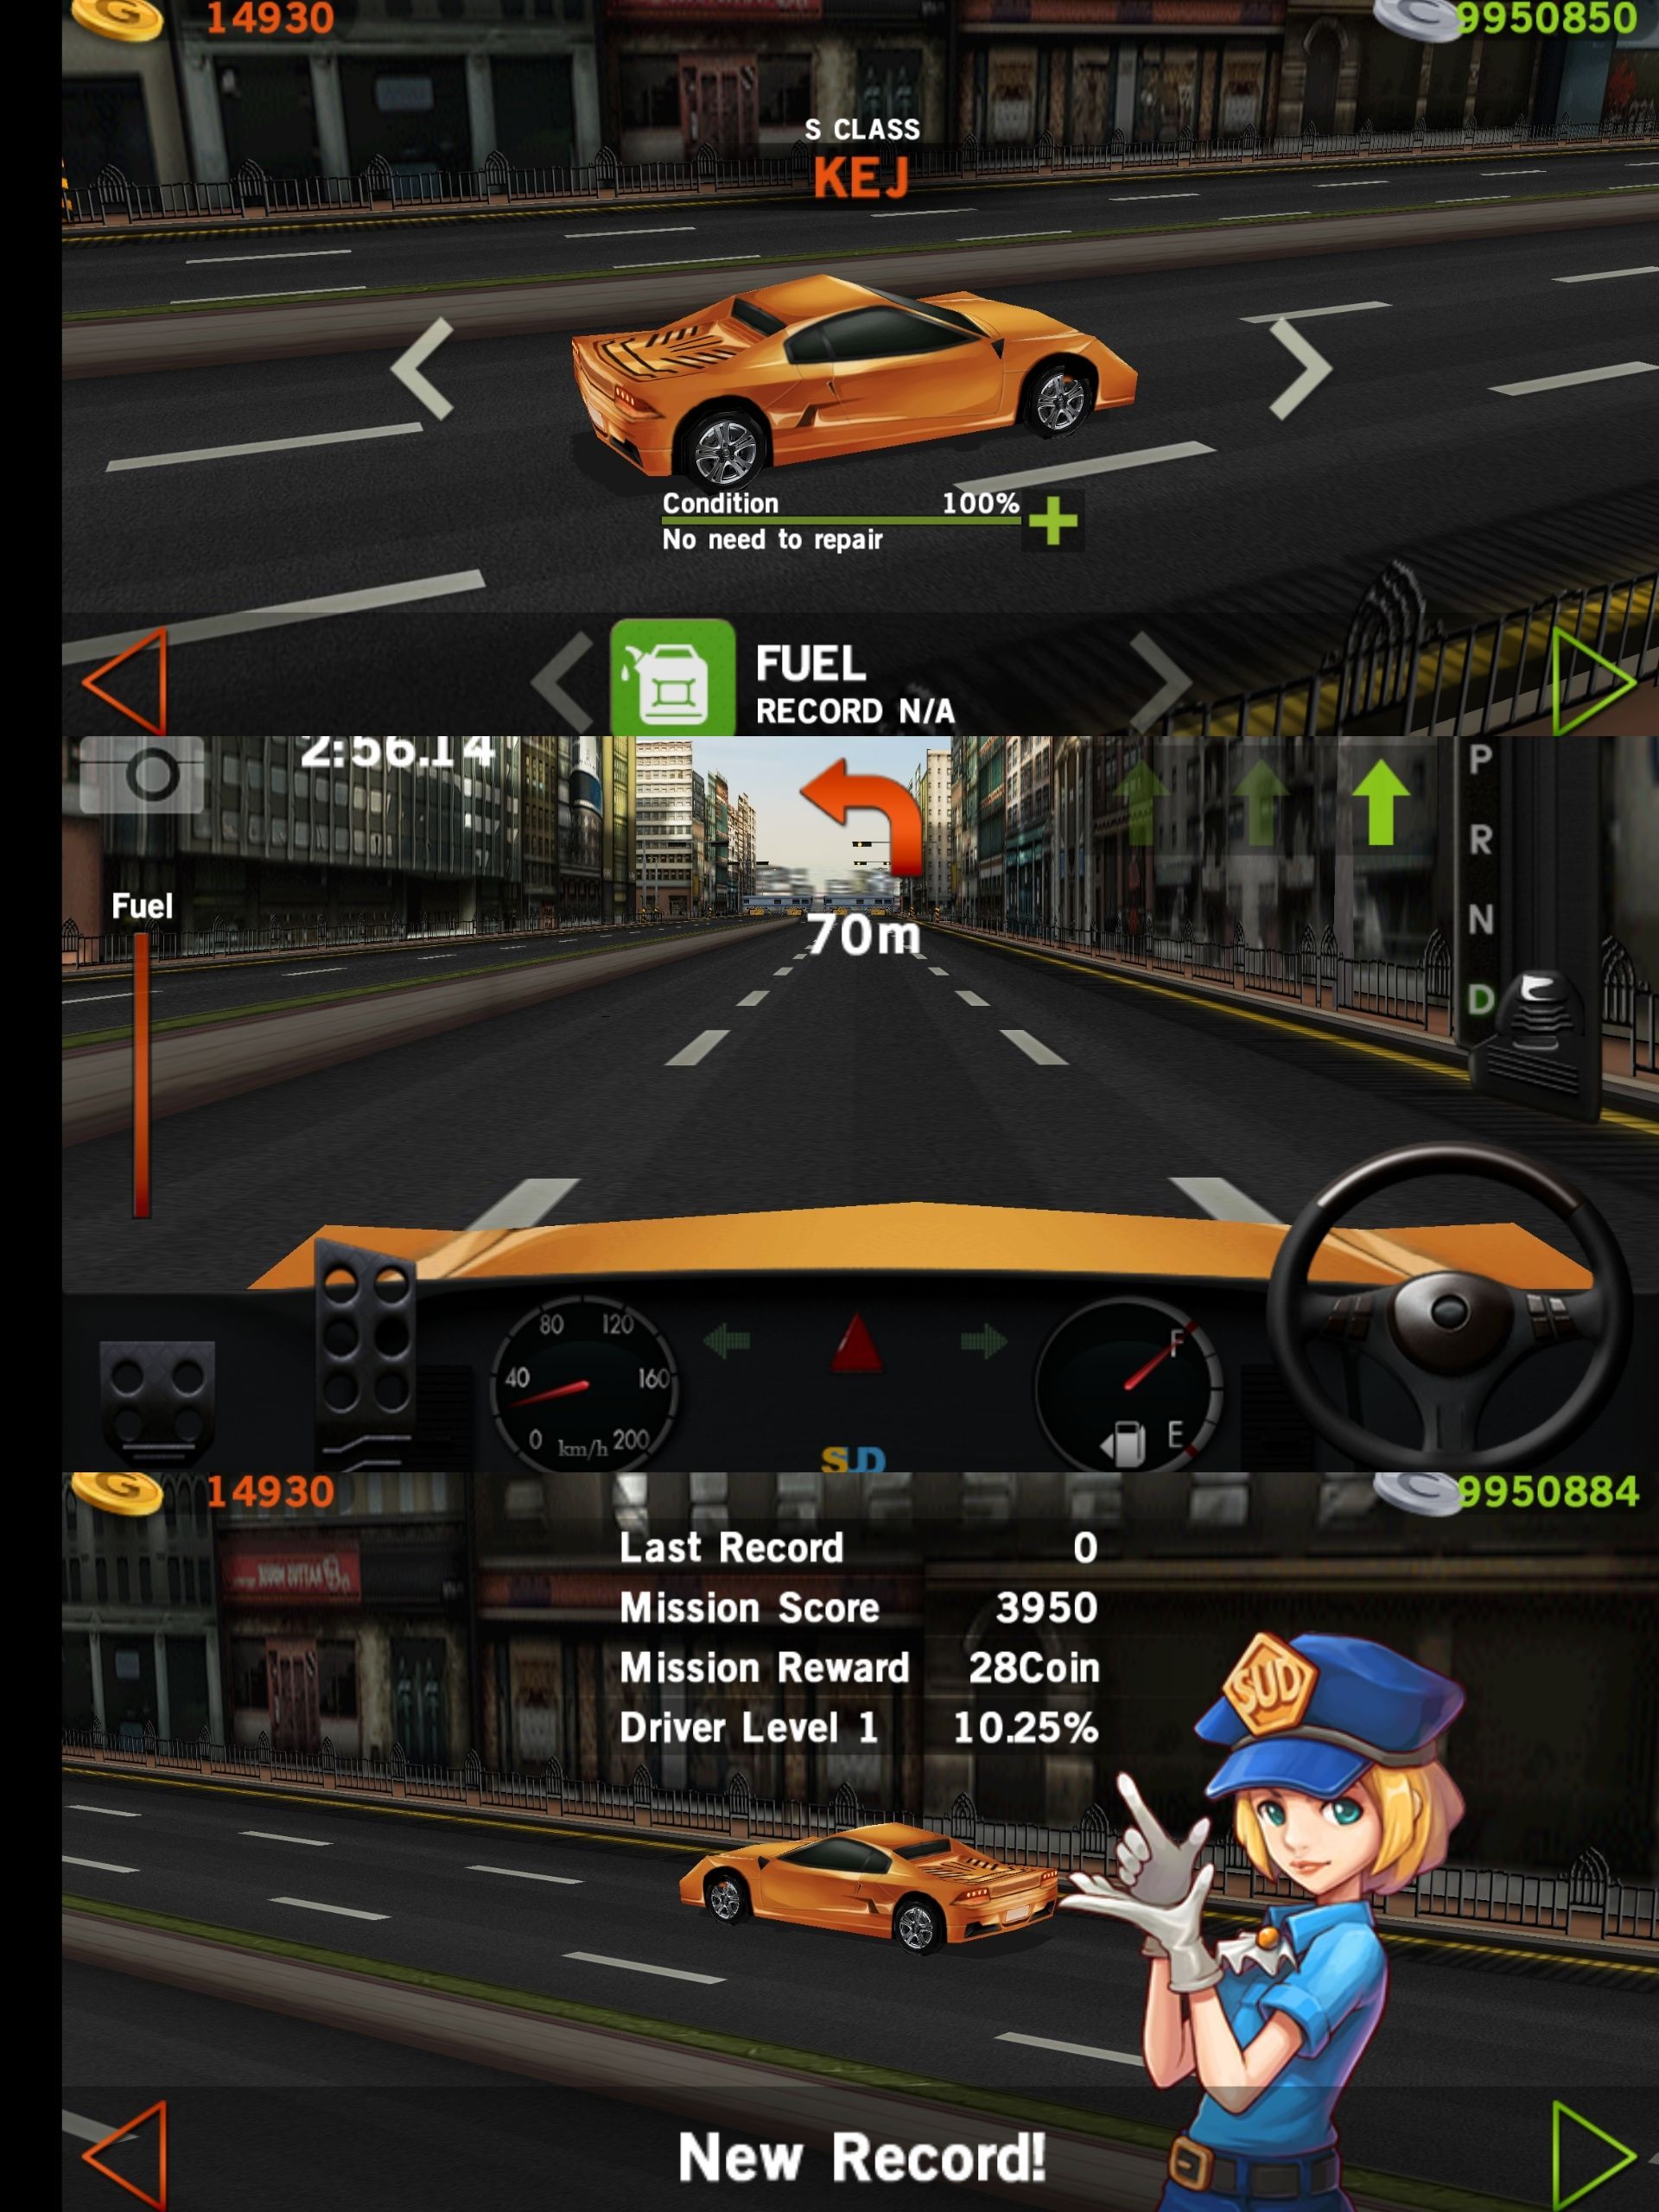 14930
9950850
S CLASS
KEJ
Condition 100%
No need to repair
FUEL
RECORD N/A
2:56.14
P
R
N
D
Fuel
70m
80 120
40 160
0 km/h 200
F
E
SUD
14930
9950884
Last Record 0
Mission Score 3950
Mission Reward 28Coin
Driver Level 1 10.25%
SUD
New Record!